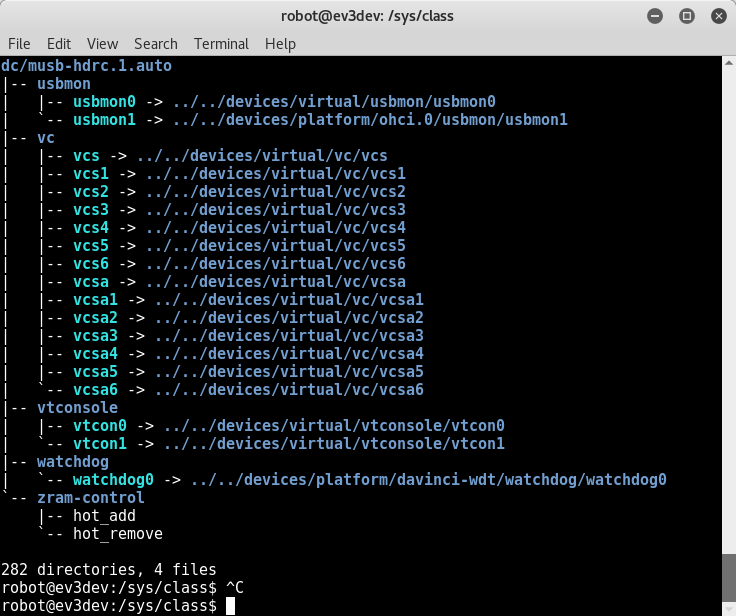 robot@ev3dev: /sys/class
File Edit View Search Terminal Help
dc/musb-hdrc.1.auto
|-- usbmon
|   |-- usbmon0 -> ../../devices/virtual/usbmon/usbmon0
|   `-- usbmon1 -> ../../devices/platform/ohci.0/usbmon/usbmon1
|-- vc
|   |-- vcs -> ../../devices/virtual/vc/vcs
|   |-- vcs1 -> ../../devices/virtual/vc/vcs1
|   |-- vcs2 -> ../../devices/virtual/vc/vcs2
|   |-- vcs3 -> ../../devices/virtual/vc/vcs3
|   |-- vcs4 -> ../../devices/virtual/vc/vcs4
|   |-- vcs5 -> ../../devices/virtual/vc/vcs5
|   |-- vcs6 -> ../../devices/virtual/vc/vcs6
|   |-- vcsa -> ../../devices/virtual/vc/vcsa
|   |-- vcsa1 -> ../../devices/virtual/vc/vcsa1
|   |-- vcsa2 -> ../../devices/virtual/vc/vcsa2
|   |-- vcsa3 -> ../../devices/virtual/vc/vcsa3
|   |-- vcsa4 -> ../../devices/virtual/vc/vcsa4
|   |-- vcsa5 -> ../../devices/virtual/vc/vcsa5
|   `-- vcsa6 -> ../../devices/virtual/vc/vcsa6
|-- vtconsole
|   |-- vtcon0 -> ../../devices/virtual/vtconsole/vtcon0
|   `-- vtcon1 -> ../../devices/virtual/vtconsole/vtcon1
|-- watchdog
|   `-- watchdog0 -> ../../devices/platform/davinci-wdt/watchdog/watchdog0
`-- zram-control
    |-- hot_add
    `-- hot_remove
282 directories, 4 files
robot@ev3dev:/sys/class$ ^C
robot@ev3dev:/sys/class$